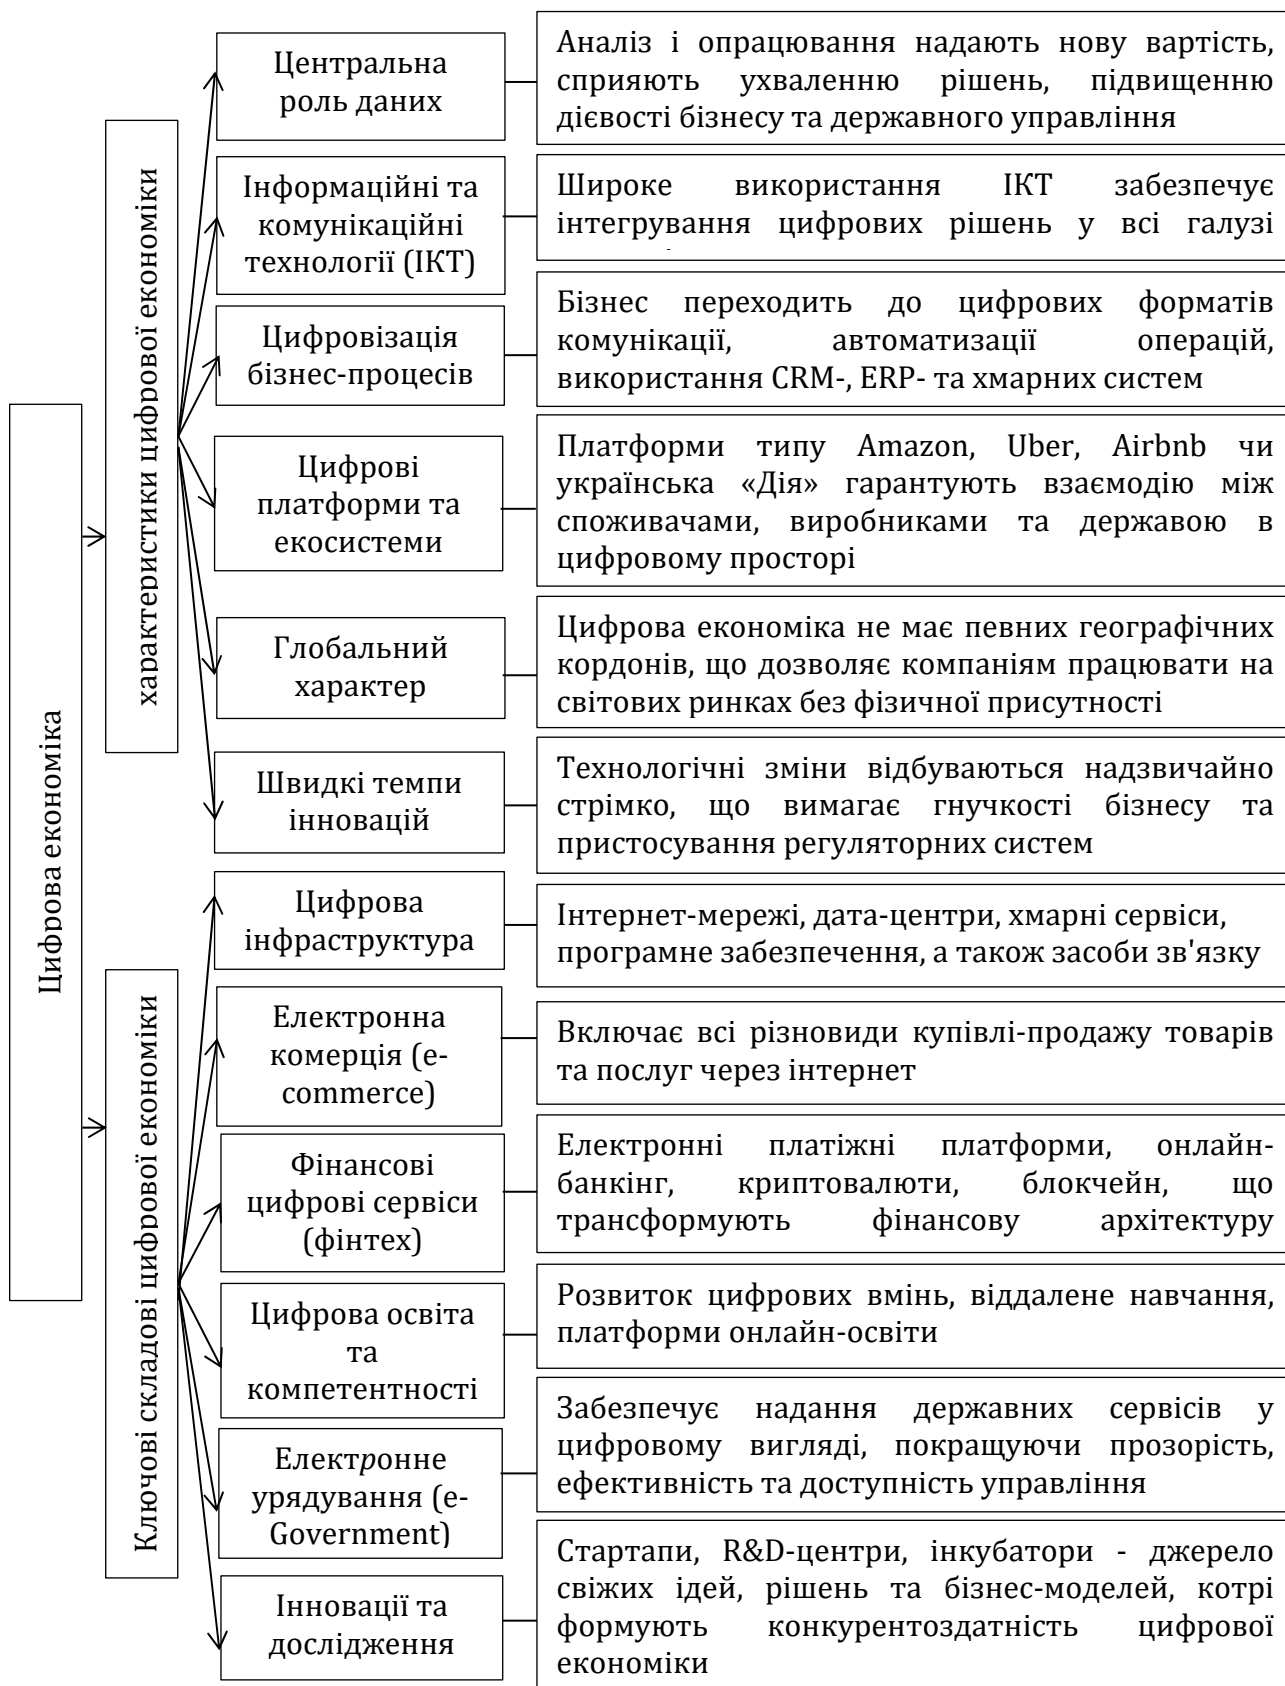 Цифрова економіка
характеристики цифрової економіки
Центральна
роль даних
Аналіз і опрацювання надають нову вартість,
сприяють ухваленню рішень, підвищенню
дієвості бізнесу та державного управління
Інформаційні та
комунікаційні
технології (ІКТ)
Широке використання ІКТ забезпечує
інтегрування цифрових рішень у всі галузі
Цифровізація
бізнес-процесів
Бізнес переходить до цифрових форматів
комунікації, автоматизації операцій,
використання CRM-, ERP- та хмарних систем
Цифрові
платформи та
екосистеми
Платформи типу Amazon, Uber, Airbnb чи
українська «Дія» гарантують взаємодію між
споживачами, виробниками та державою в
цифровому просторі
Глобальний
характер
Цифрова економіка не має певних географічних
кордонів, що дозволяє компаніям працювати на
світових ринках без фізичної присутності
Швидкі темпи
інновацій
Технологічні зміни відбуваються надзвичайно
стрімко, що вимагає гнучкості бізнесу та
пристосування регуляторних систем
Ключові складові цифрової економіки
Цифрова
інфраструктура
Інтернет-мережі, дата-центри, хмарні сервіси,
програмне забезпечення, а також засоби зв'язку
Електронна
комерція (e-
commerce)
Включає всі різновиди купівлі-продажу товарів
та послуг через інтернет
Фінансові
цифрові сервіси
(фінтех)
Електронні платіжні платформи, онлайн-
банкінг, криптовалюти, блокчейн, що
трансформують фінансову архітектуру
Цифрова освіта
та
компетентності
Розвиток цифрових вмінь, віддалене навчання,
платформи онлайн-освіти
Електронне
урядування (e-
Government)
Забезпечує надання державних сервісів у
цифровому вигляді, покращуючи прозорість,
ефективність та доступність управління
Інновації та
дослідження
Стартапи, R&D-центри, інкубатори - джерело
свіжих ідей, рішень та бізнес-моделей, котрі
формують конкурентоздатність цифрової
економіки